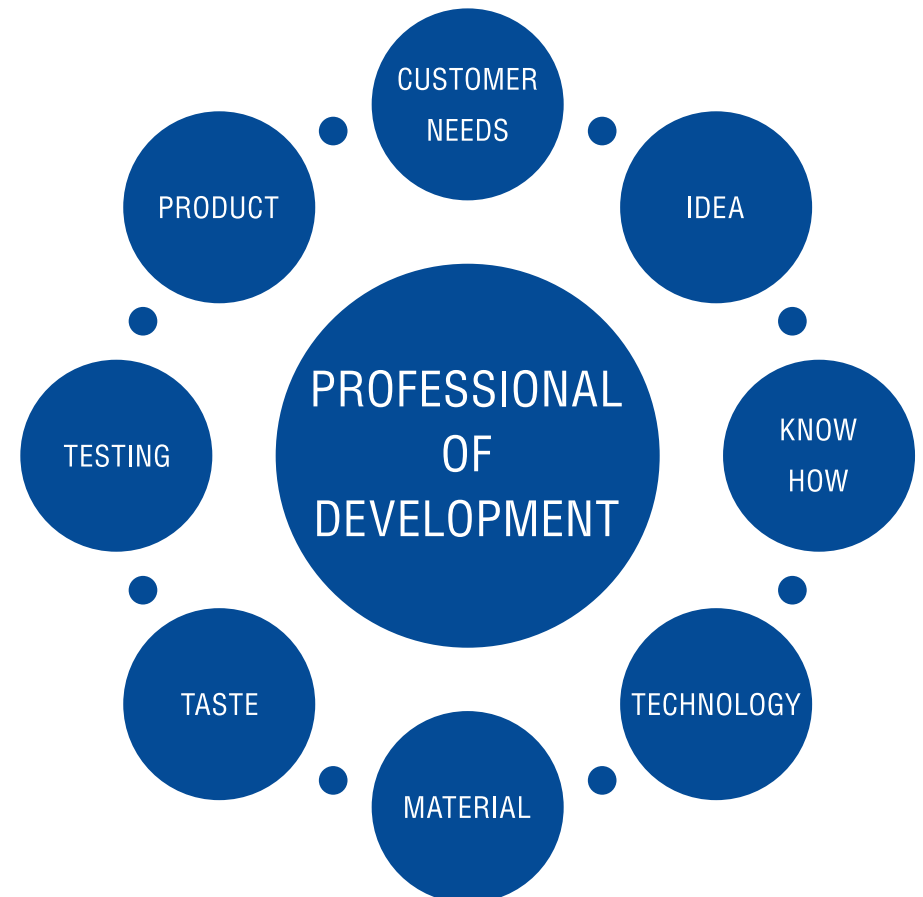 CUSTOMER
NEEDS
IDEA
KNOW
HOW
TECHNOLOGY
MATERIAL
TASTE
TESTING
PRODUCT
PROFESSIONAL
OF
DEVELOPMENT